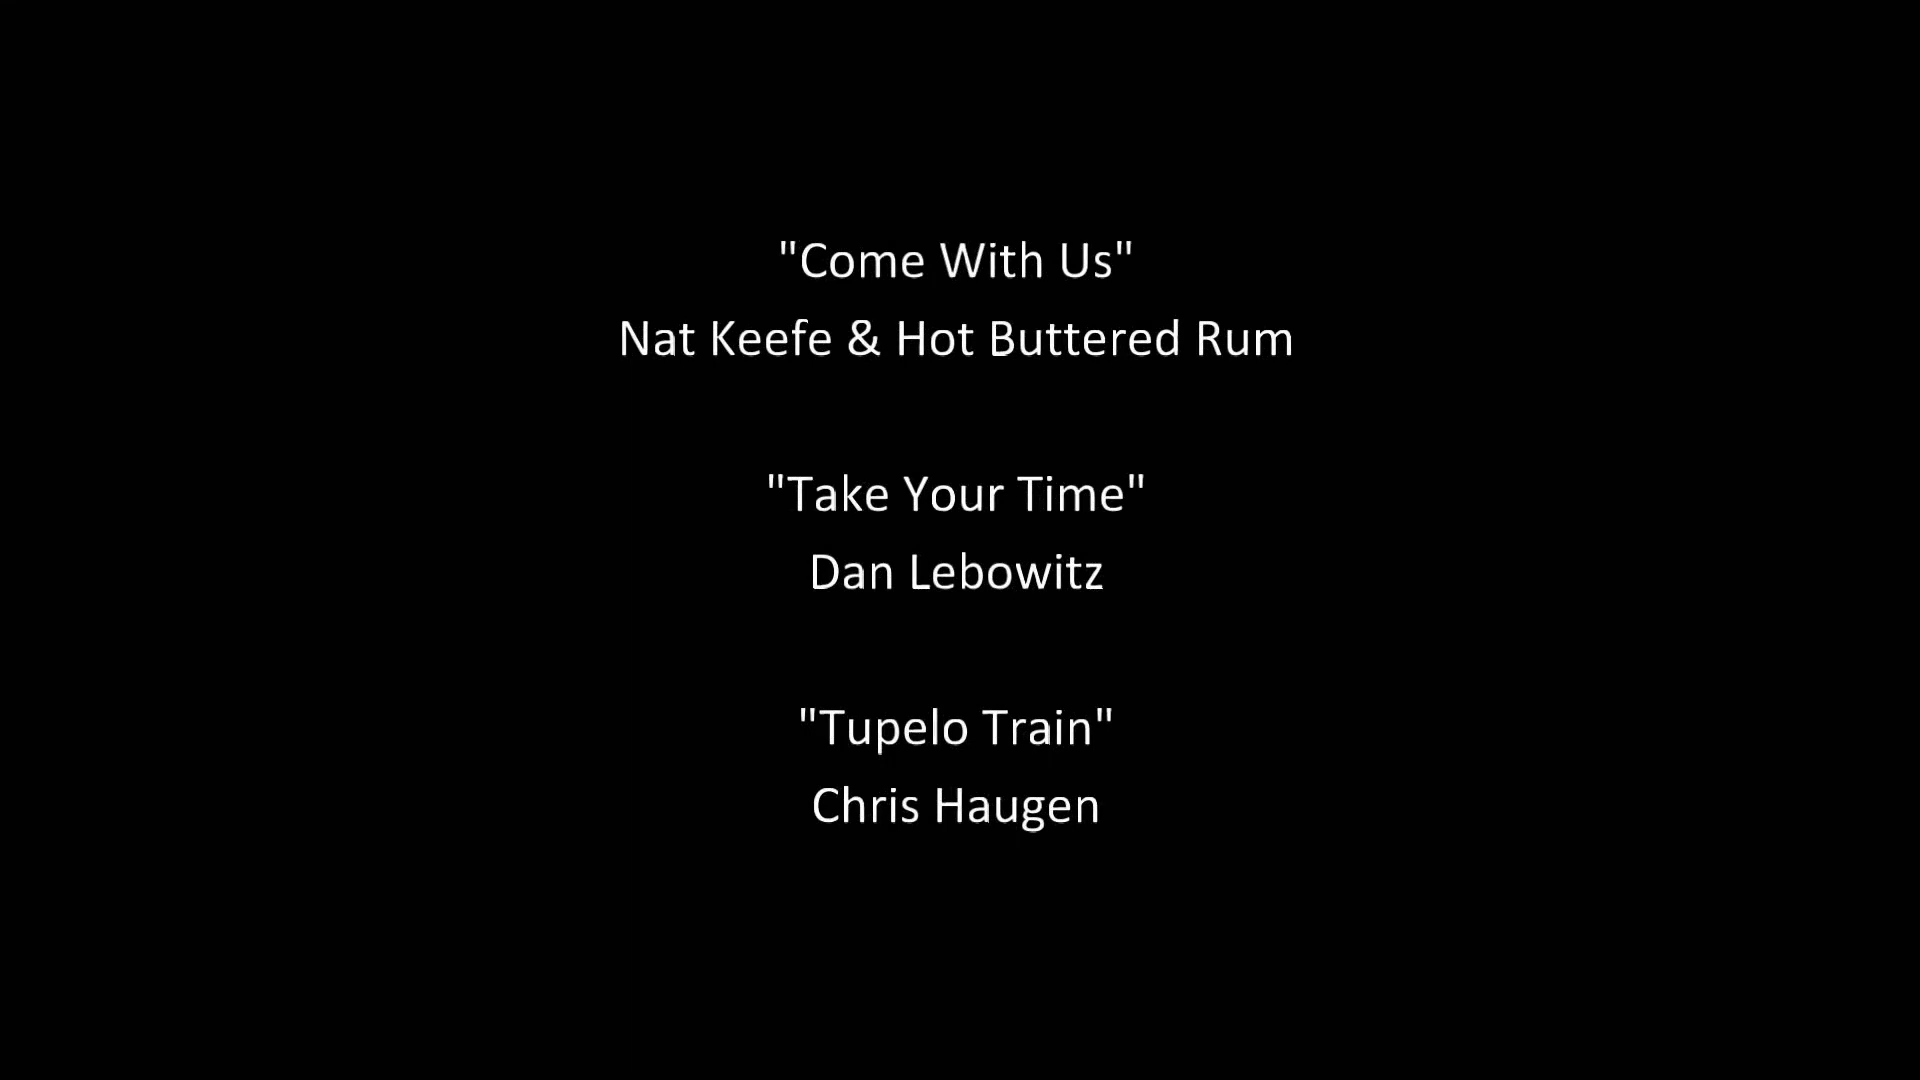 "Come With Us"
Nat Keefe & Hot Buttered Rum
"Take Your Time"
Dan Lebowitz
"Tupelo Train"
Chris Haugen